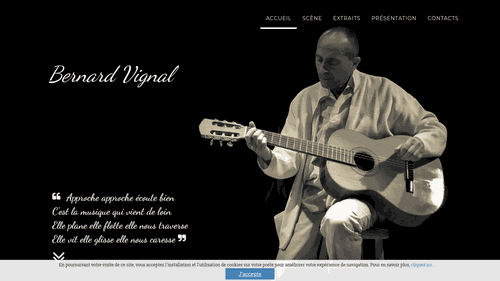 ACCUEIL SCÈNE EXTRAITS PRÉSENTATION CONTACTS
Bernard Vignal
Approche approche écoute bien
C'est la musique qui vient de loin
Elle plane elle flotte elle nous traverse
Elle vit elle glisse elle nous caresse
En poursuivant votre visite de ce site, vous acceptez l'installation et l'utilisation de cookies sur votre poste pour améliorer votre expérience de navigation. Pour en savoir plus, cliquez ici
J'accepte